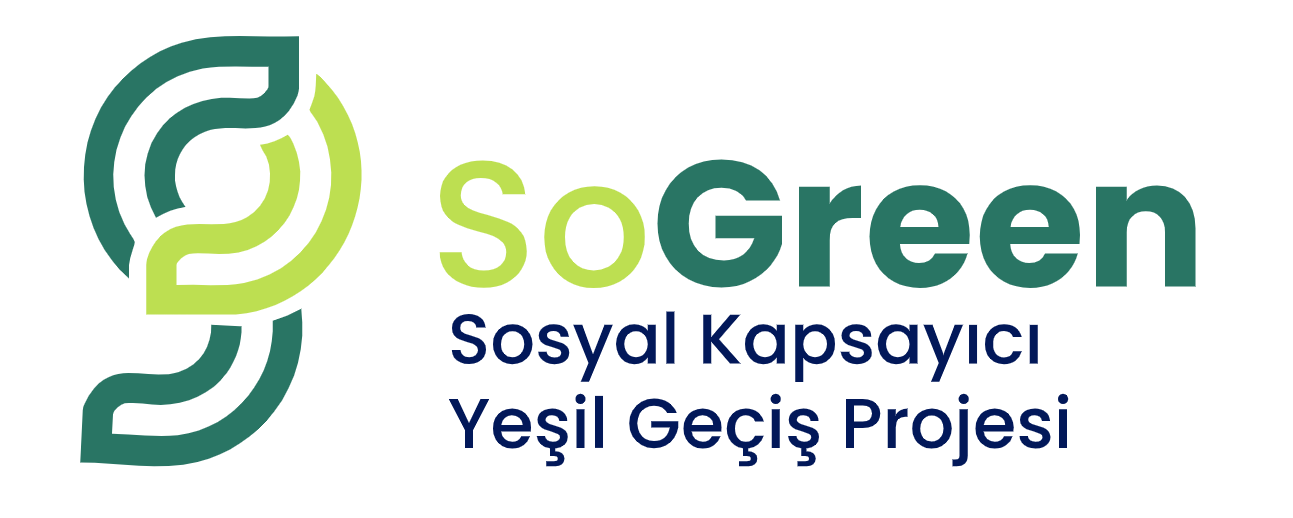 SoGreen
Sosyal Kapsayıcı
Yeşil Geçiş Projesi